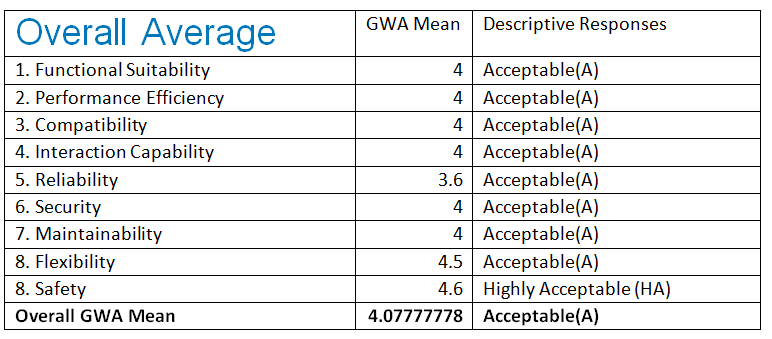 Overall Average GWA Mean Descriptive Responses
1. Functional Suitability 4 Acceptable(A)
2. Performance Efficiency 4 Acceptable(A)
3. Compatibility 4 Acceptable(A)
4. Interaction Capability 4 Acceptable(A)
5. Reliability 3.6 Acceptable(A)
6. Security 4 Acceptable(A)
7. Maintainability 4 Acceptable(A)
8. Flexibility 4.5 Acceptable(A)
8. Safety 4.6 Highly Acceptable (HA)
Overall GWA Mean 4.07777778 Acceptable(A)